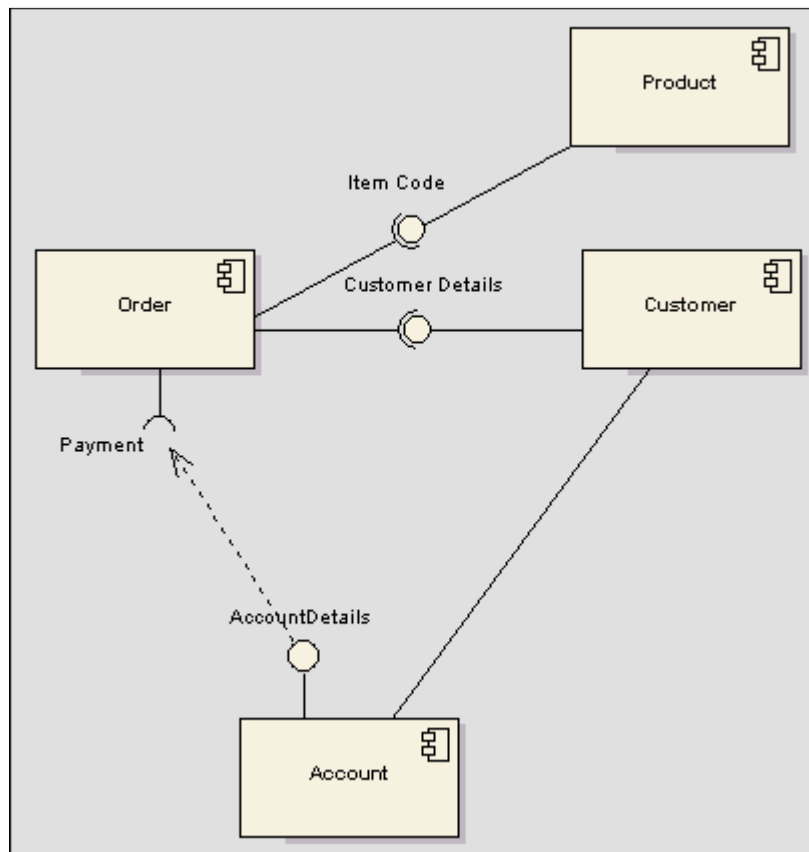 Product
Item Code
Order
Customer Details
Customer
Payment
AccountDetails
Account